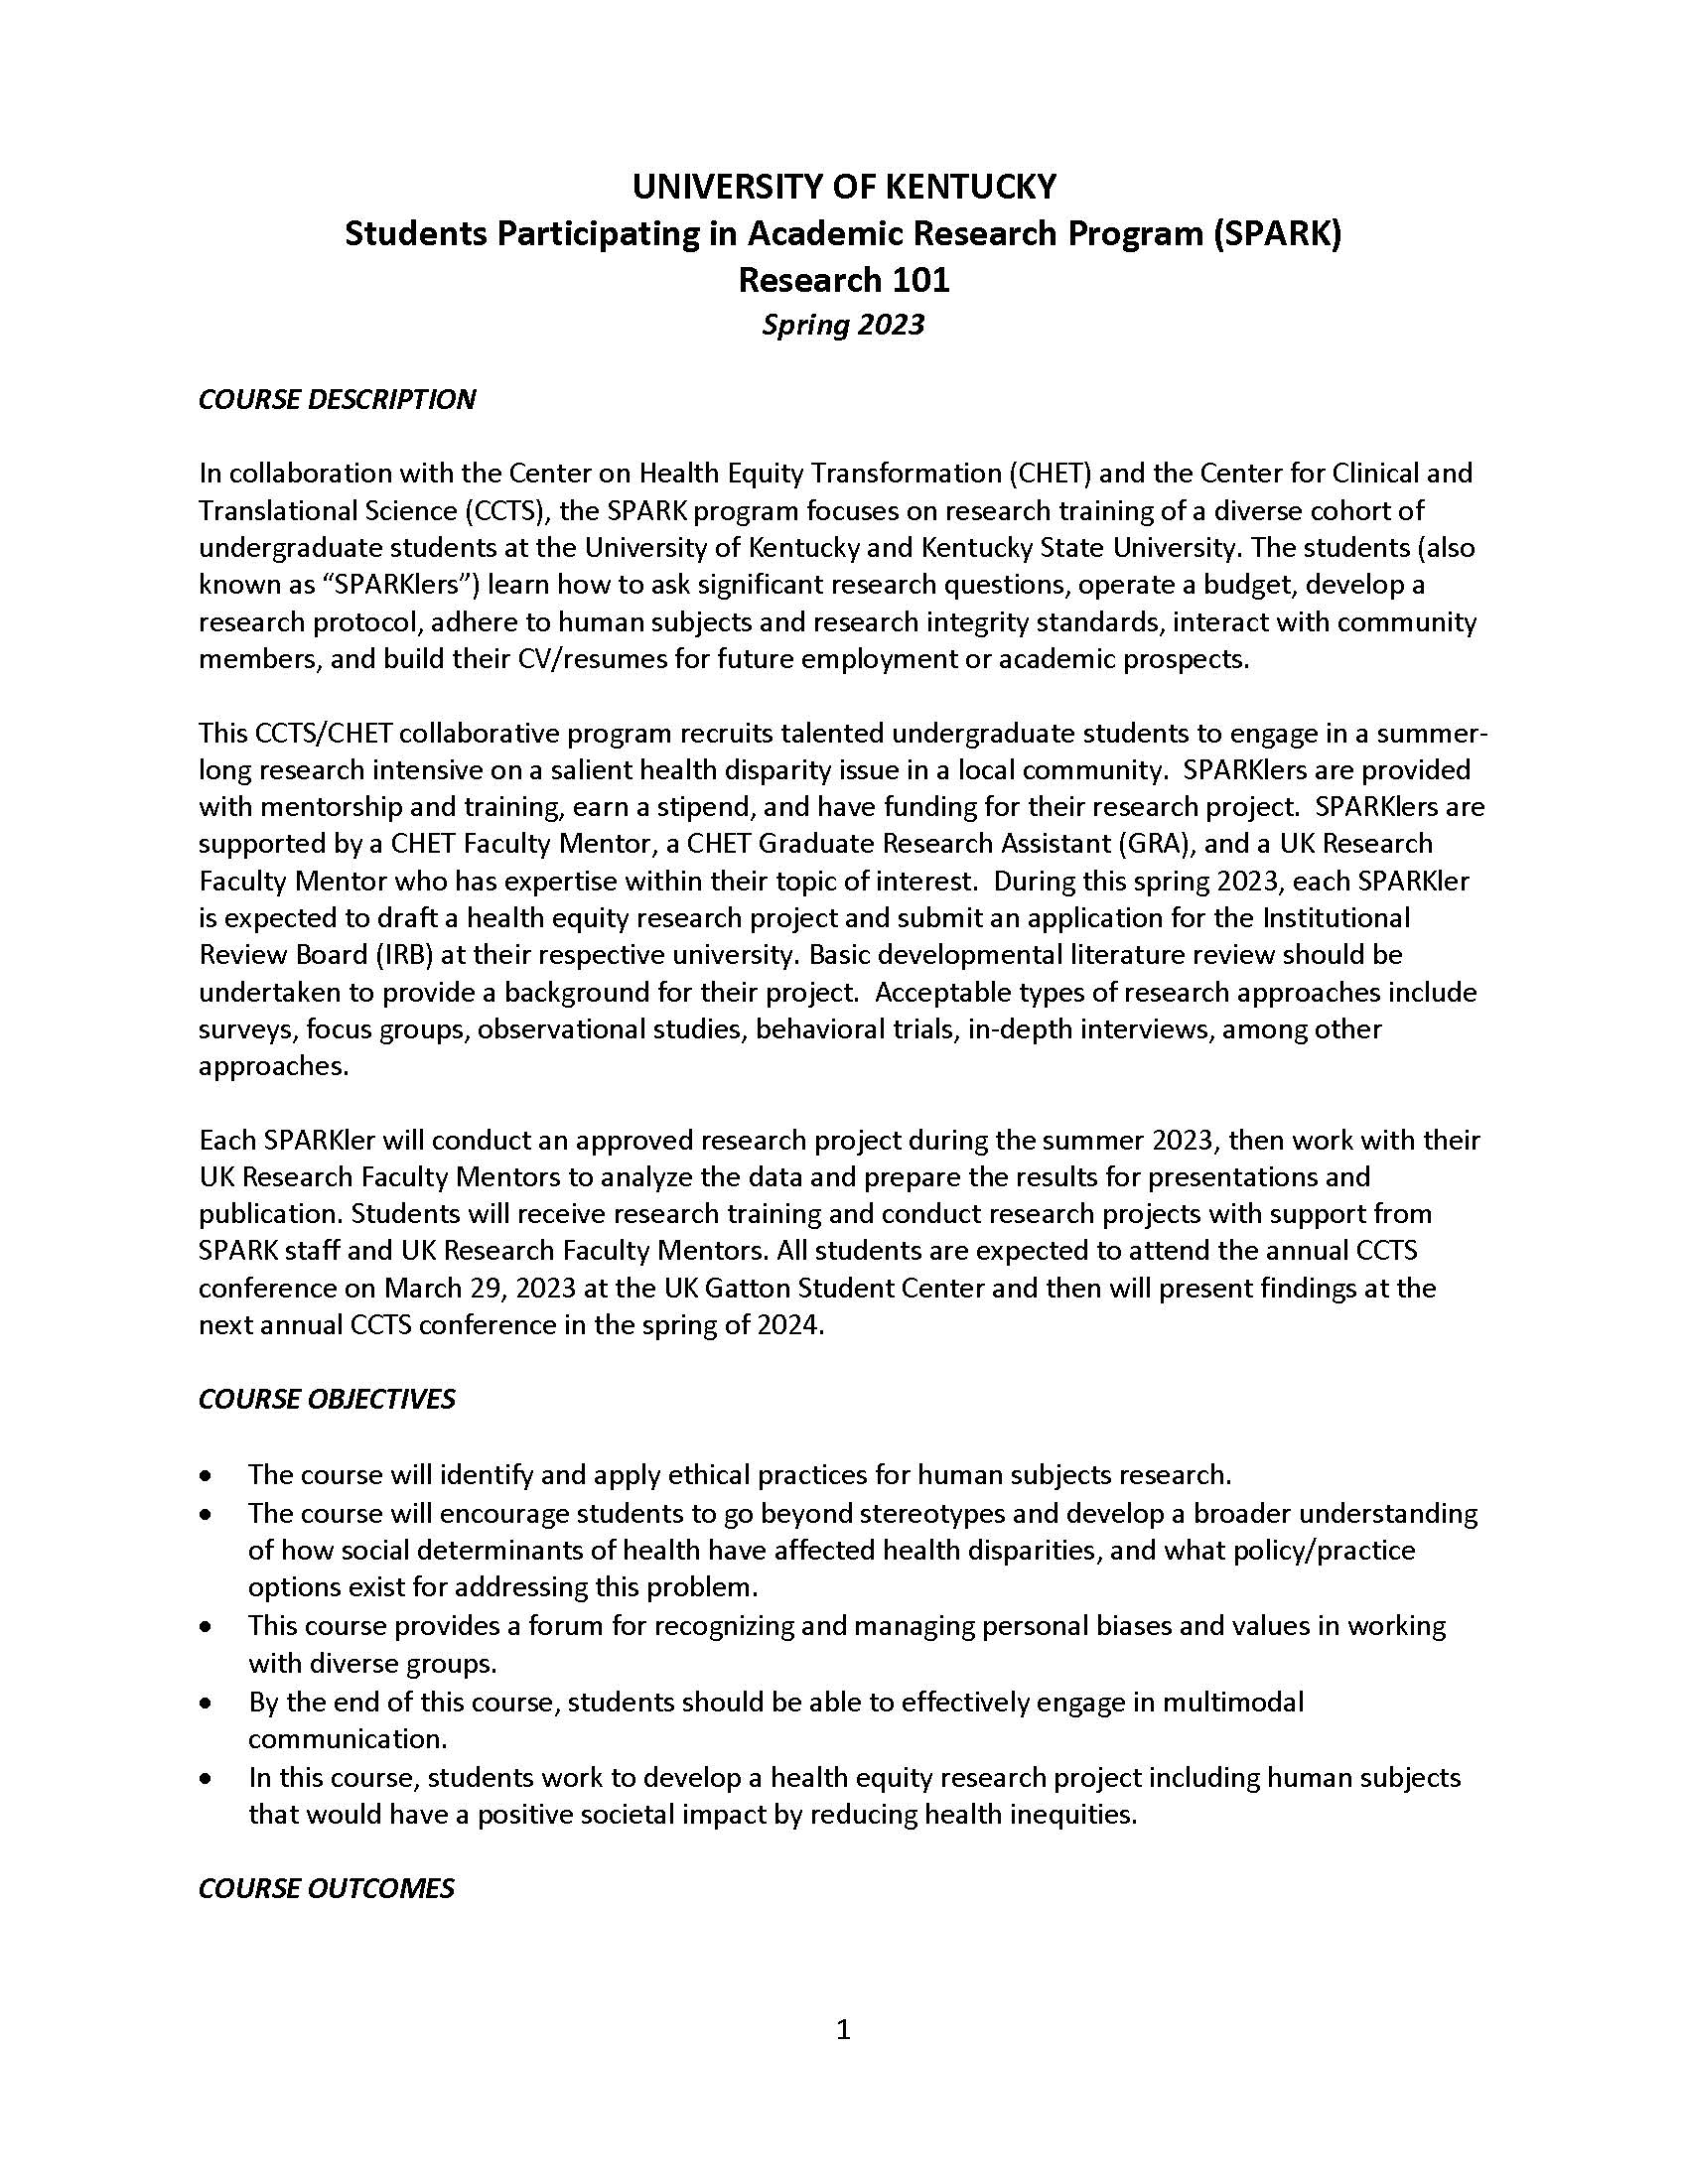 UNIVERSITY OF KENTUCKY
Students Participating in Academic Research Program (SPARK)
Research 101
Spring 2023
COURSE DESCRIPTION
In collaboration with the Center on Health Equity Transformation (CHET) and the Center for Clinical and
Translational Science (CCTS), the SPARK program focuses on research training of a diverse cohort of
undergraduate students at the University of Kentucky and Kentucky State University. The students (also
known as “SPARKlers”) learn how to ask significant research questions, operate a budget, develop a
research protocol, adhere to human subjects and research integrity standards, interact with community
members, and build their CV/resumes for future employment or academic prospects.
This CCTS/CHET collaborative program recruits talented undergraduate students to engage in a summer-
long research intensive on a salient health disparity issue in a local community.  SPARKlers are provided
with mentorship and training, earn a stipend, and have funding for their research project.  SPARKlers are
supported by a CHET Faculty Mentor, a CHET Graduate Research Assistant (GRA), and a UK Research
Faculty Mentor who has expertise within their topic of interest.  During this spring 2023, each SPARKler
is expected to draft a health equity research project and submit an application for the Institutional
Review Board (IRB) at their respective university. Basic developmental literature review should be
undertaken to provide a background for their project.  Acceptable types of research approaches include
surveys, focus groups, observational studies, behavioral trials, in-depth interviews, among other
approaches.
Each SPARKler will conduct an approved research project during the summer 2023, then work with their
UK Research Faculty Mentors to analyze the data and prepare the results for presentations and
publication. Students will receive research training and conduct research projects with support from
SPARK staff and UK Research Faculty Mentors. All students are expected to attend the annual CCTS
conference on March 29, 2023 at the UK Gatton Student Center and then will present findings at the
next annual CCTS conference in the spring of 2024.
COURSE OBJECTIVES
• The course will identify and apply ethical practices for human subjects research.
• The course will encourage students to go beyond stereotypes and develop a broader understanding
of how social determinants of health have affected health disparities, and what policy/practice
options exist for addressing this problem.
• This course provides a forum for recognizing and managing personal biases and values in working
with diverse groups.
• By the end of this course, students should be able to effectively engage in multimodal
communication.
• In this course, students work to develop a health equity research project including human subjects
that would have a positive societal impact by reducing health inequities.
COURSE OUTCOMES
1